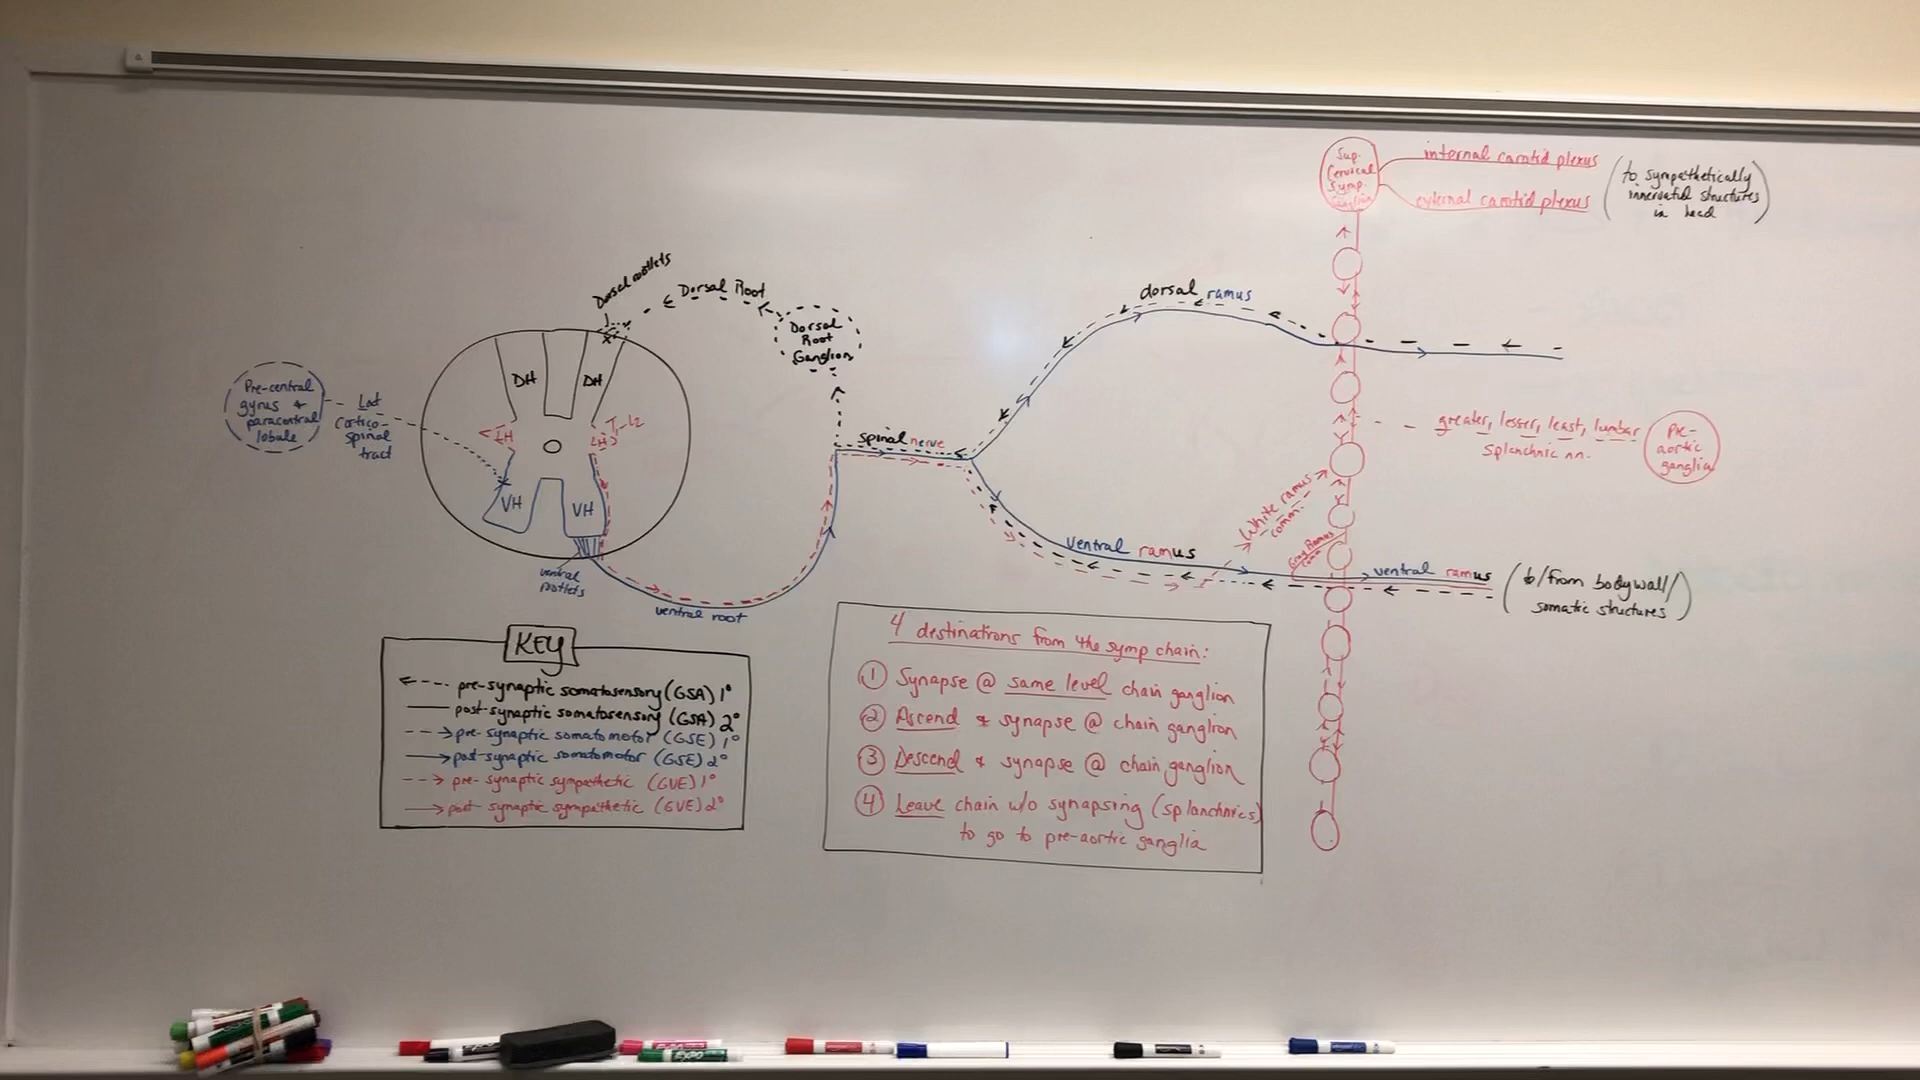 Sup.
Cervical
Symp.
Ganglion
internal carotid plexus
external carotid plexus
(to sympathetically
innervated structures
in head)
Dorsal rootlets
Dorsal Root
Dorsal
Root
Ganglion
dorsal ramus
Pre-central
gyrus &
paracentral
lobule
Lat
Cortico-
spinal
tract
DH
DH
LH
LH
T1-L2
VH
VH
ventral
rootlets
ventral root
spinal nerve
greater, lesser, least, lumbar
splanchnic nn.
Pre-
aortic
ganglia
White ramus
comm.
Gray Ramus
comm
ventral ramus
ventral ramus
(to/from body wall/
somatic structures)
KEY
pre-synaptic somatosensory (GSA) 1°
post-synaptic somatosensory (GSA) 2°
pre-synaptic somatomotor (GSE) 1°
post-synaptic somatomotor (GSE) 2°
pre-synaptic sympathetic (GVE) 1°
post-synaptic sympathetic (GVE) 2°
4 destinations from the symp chain:
① Synapse @ same level chain ganglion
② Ascend & synapse @ chain ganglion
③ Descend & synapse @ chain ganglion
④ Leave chain w/o synapsing (splanchnics)
to go to pre-aortic ganglia